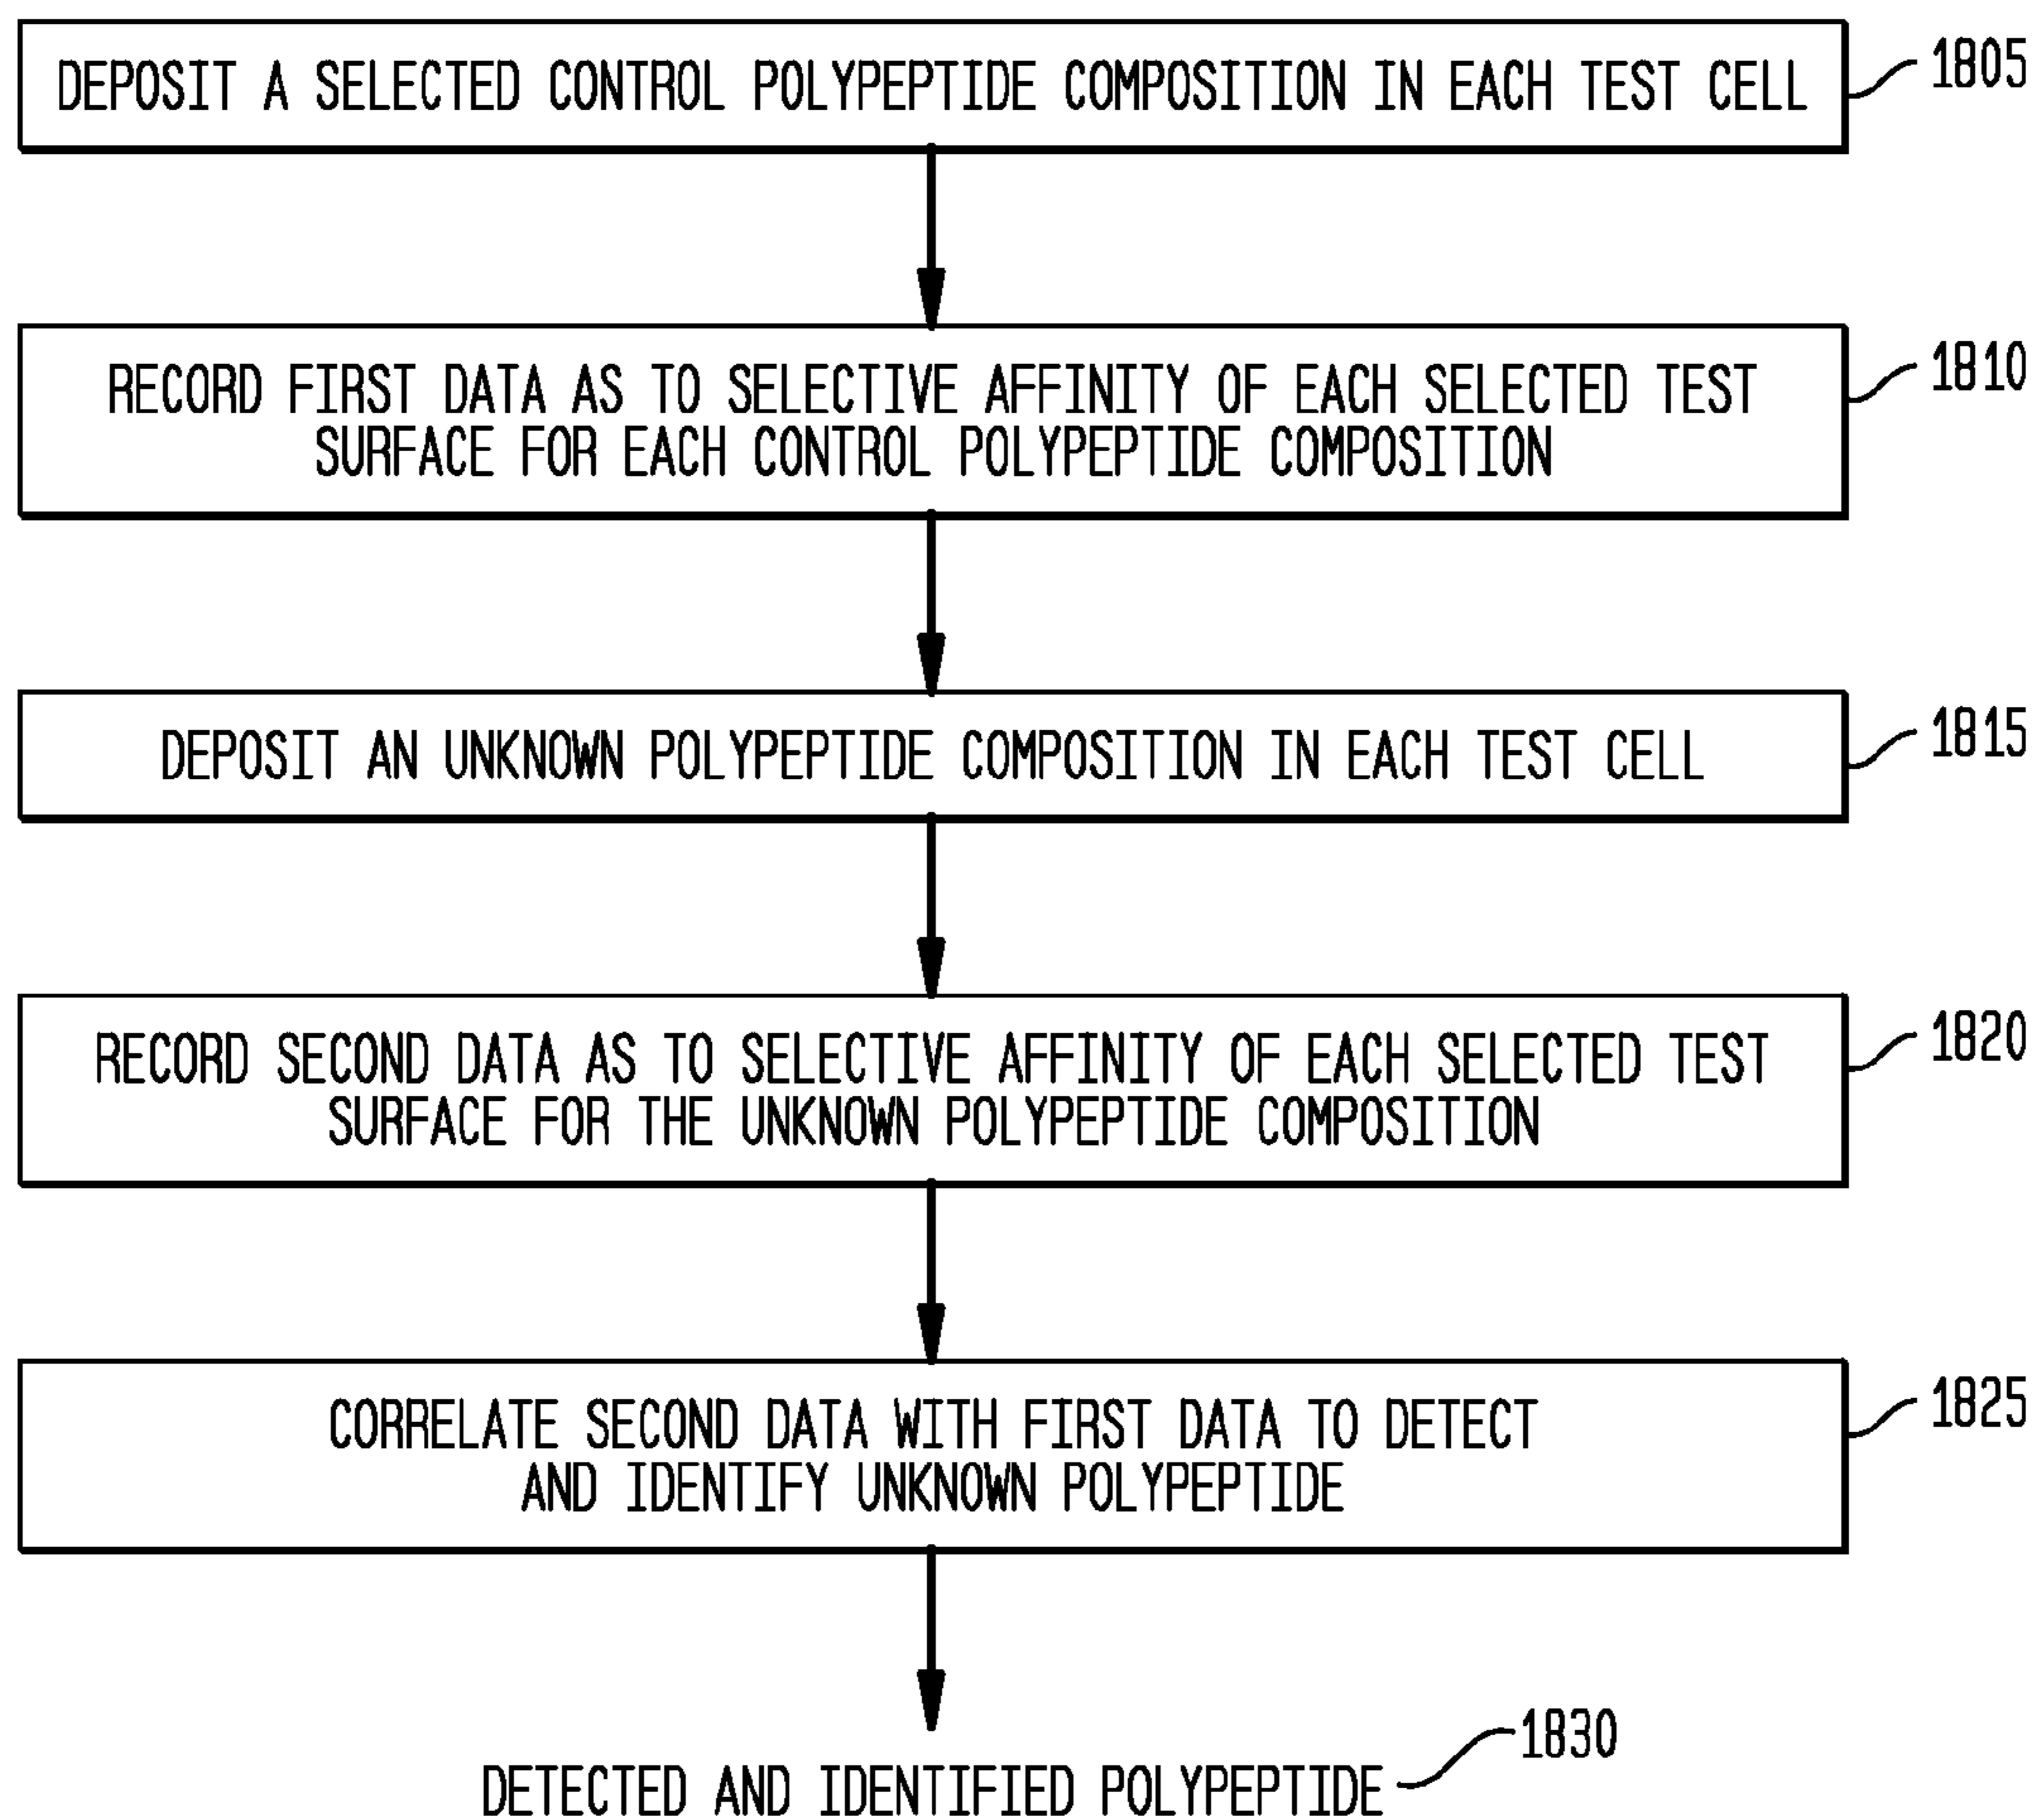 DEPOSIT A SELECTED CONTROL POLYPEPTIDE COMPOSITION IN EACH TEST CELL
1805
RECORD FIRST DATA AS TO SELECTIVE AFFINITY OF EACH SELECTED TEST
SURFACE FOR EACH CONTROL POLYPEPTIDE COMPOSITION
1810
DEPOSIT AN UNKNOWN POLYPEPTIDE COMPOSITION IN EACH TEST CELL
1815
RECORD SECOND DATA AS TO SELECTIVE AFFINITY OF EACH SELECTED TEST
SURFACE FOR THE UNKNOWN POLYPEPTIDE COMPOSITION
1820
CORRELATE SECOND DATA WITH FIRST DATA TO DETECT
AND IDENTIFY UNKNOWN POLYPEPTIDE
1825
DETECTED AND IDENTIFIED POLYPEPTIDE
1830